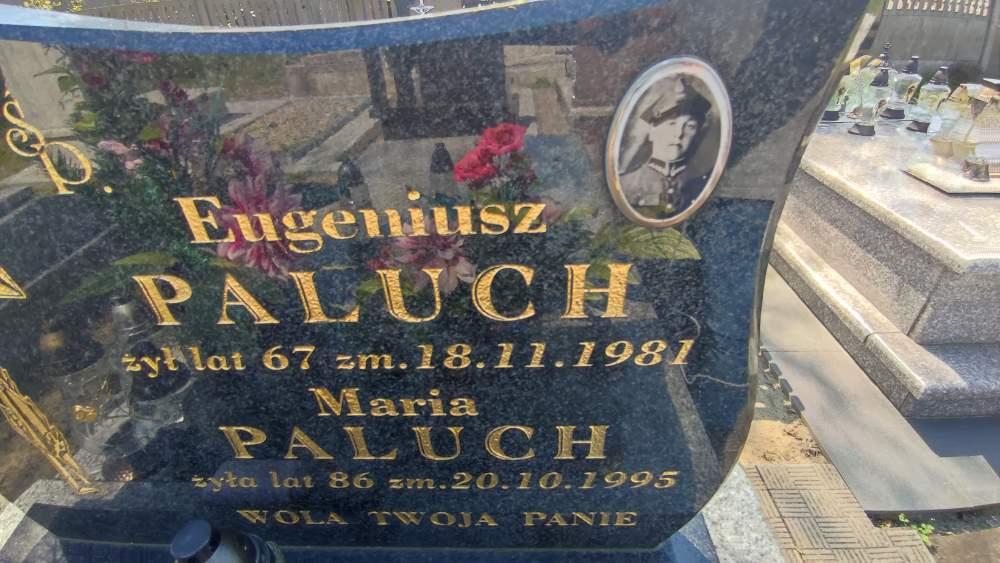 Ś.P.
Eugeniusz
PALUCH
żył lat 67 zm.18.11.1981
Maria
PALUCH
żyła lat 86 zm.20.10.1995
WOLA TWOJA PANIE